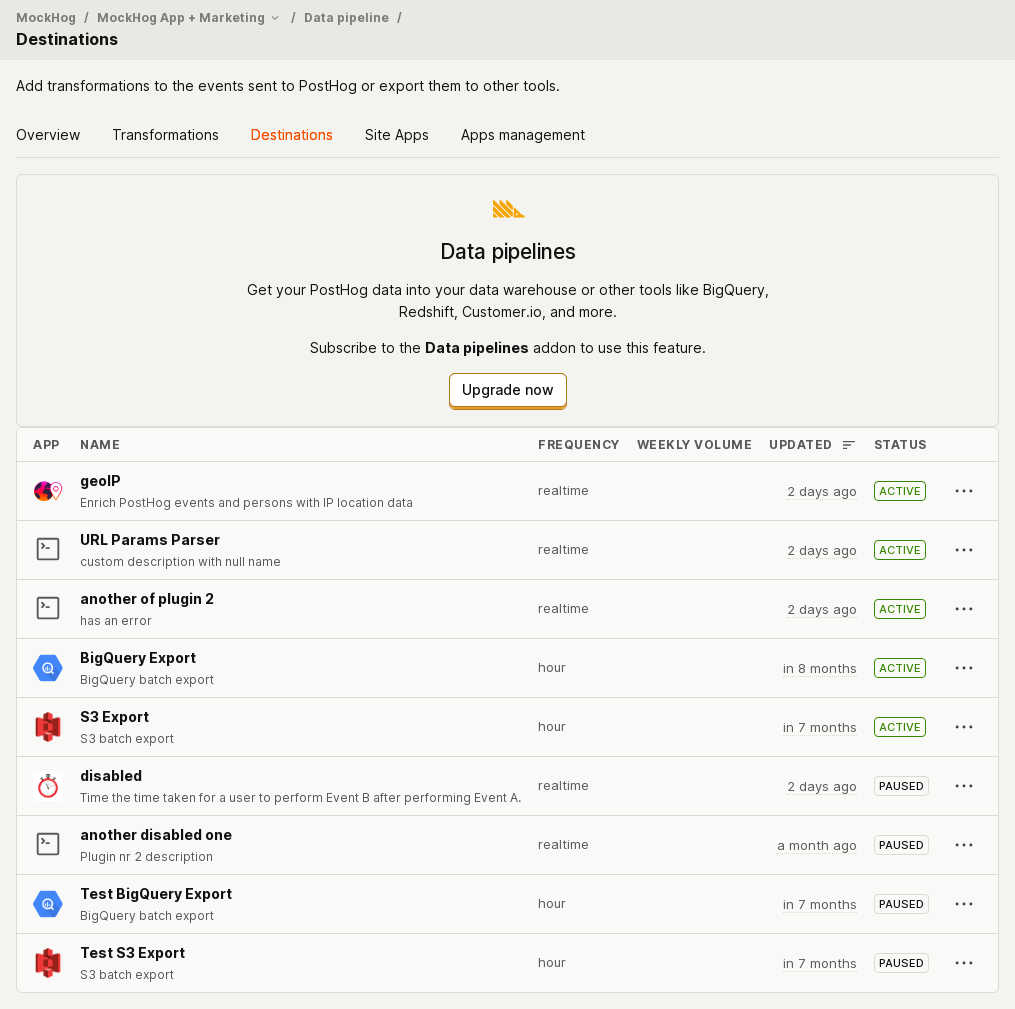 MockHog / MockHog App + Marketing / Data pipeline /
Destinations
Add transformations to the events sent to PostHog or export them to other tools.
Overview Transformations Destinations Site Apps Apps management
Data pipelines
Get your PostHog data into your data warehouse or other tools like BigQuery,
Redshift, Customer.io, and more.
Subscribe to the Data pipelines addon to use this feature.
Upgrade now
APP NAME FREQUENCY WEEKLY VOLUME UPDATED STATUS
geoIP
Enrich PostHog events and persons with IP location data
realtime 2 days ago ACTIVE
URL Params Parser
custom description with null name
realtime 2 days ago ACTIVE
another of plugin 2
has an error
realtime 2 days ago ACTIVE
BigQuery Export
BigQuery batch export
hour in 8 months ACTIVE
S3 Export
S3 batch export
hour in 7 months ACTIVE
disabled
Time the time taken for a user to perform Event B after performing Event A.
realtime 2 days ago PAUSED
another disabled one
Plugin nr 2 description
realtime a month ago PAUSED
Test BigQuery Export
BigQuery batch export
hour in 7 months PAUSED
Test S3 Export
S3 batch export
hour in 7 months PAUSED